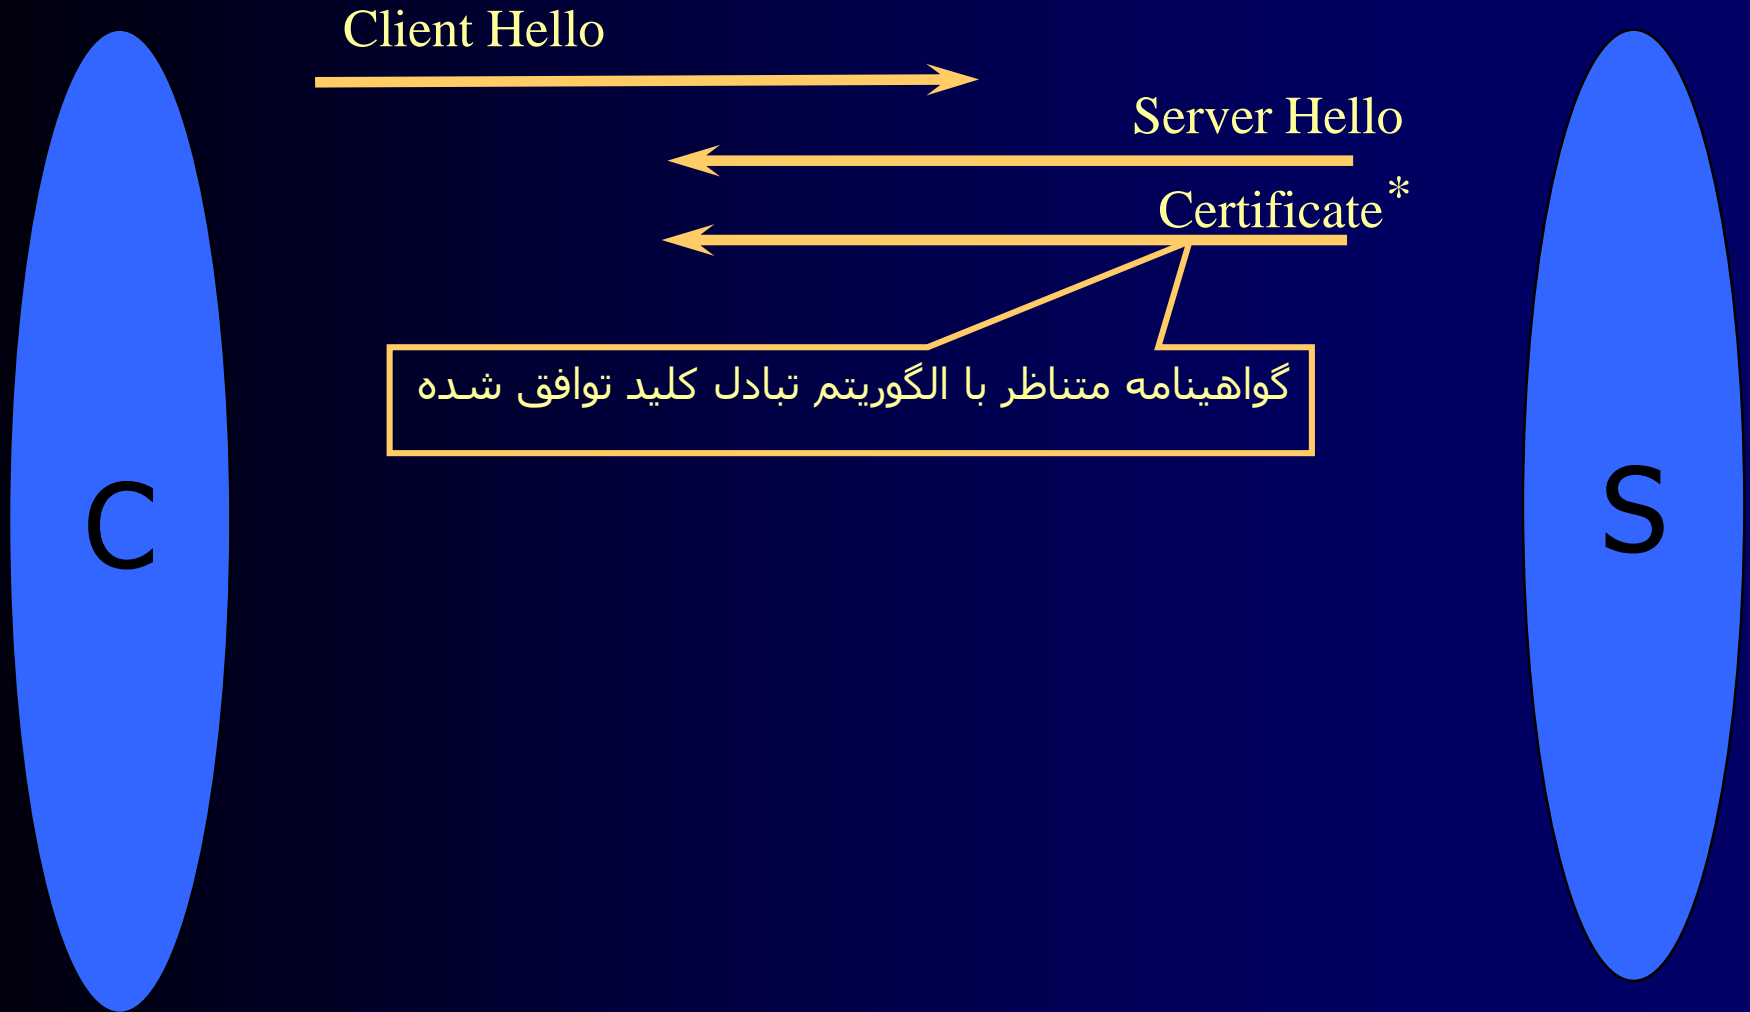 Client Hello
Server Hello
Certificate*
گواهینامه متناظر با الگوریتم تبادل کلید توافق شده
C
S